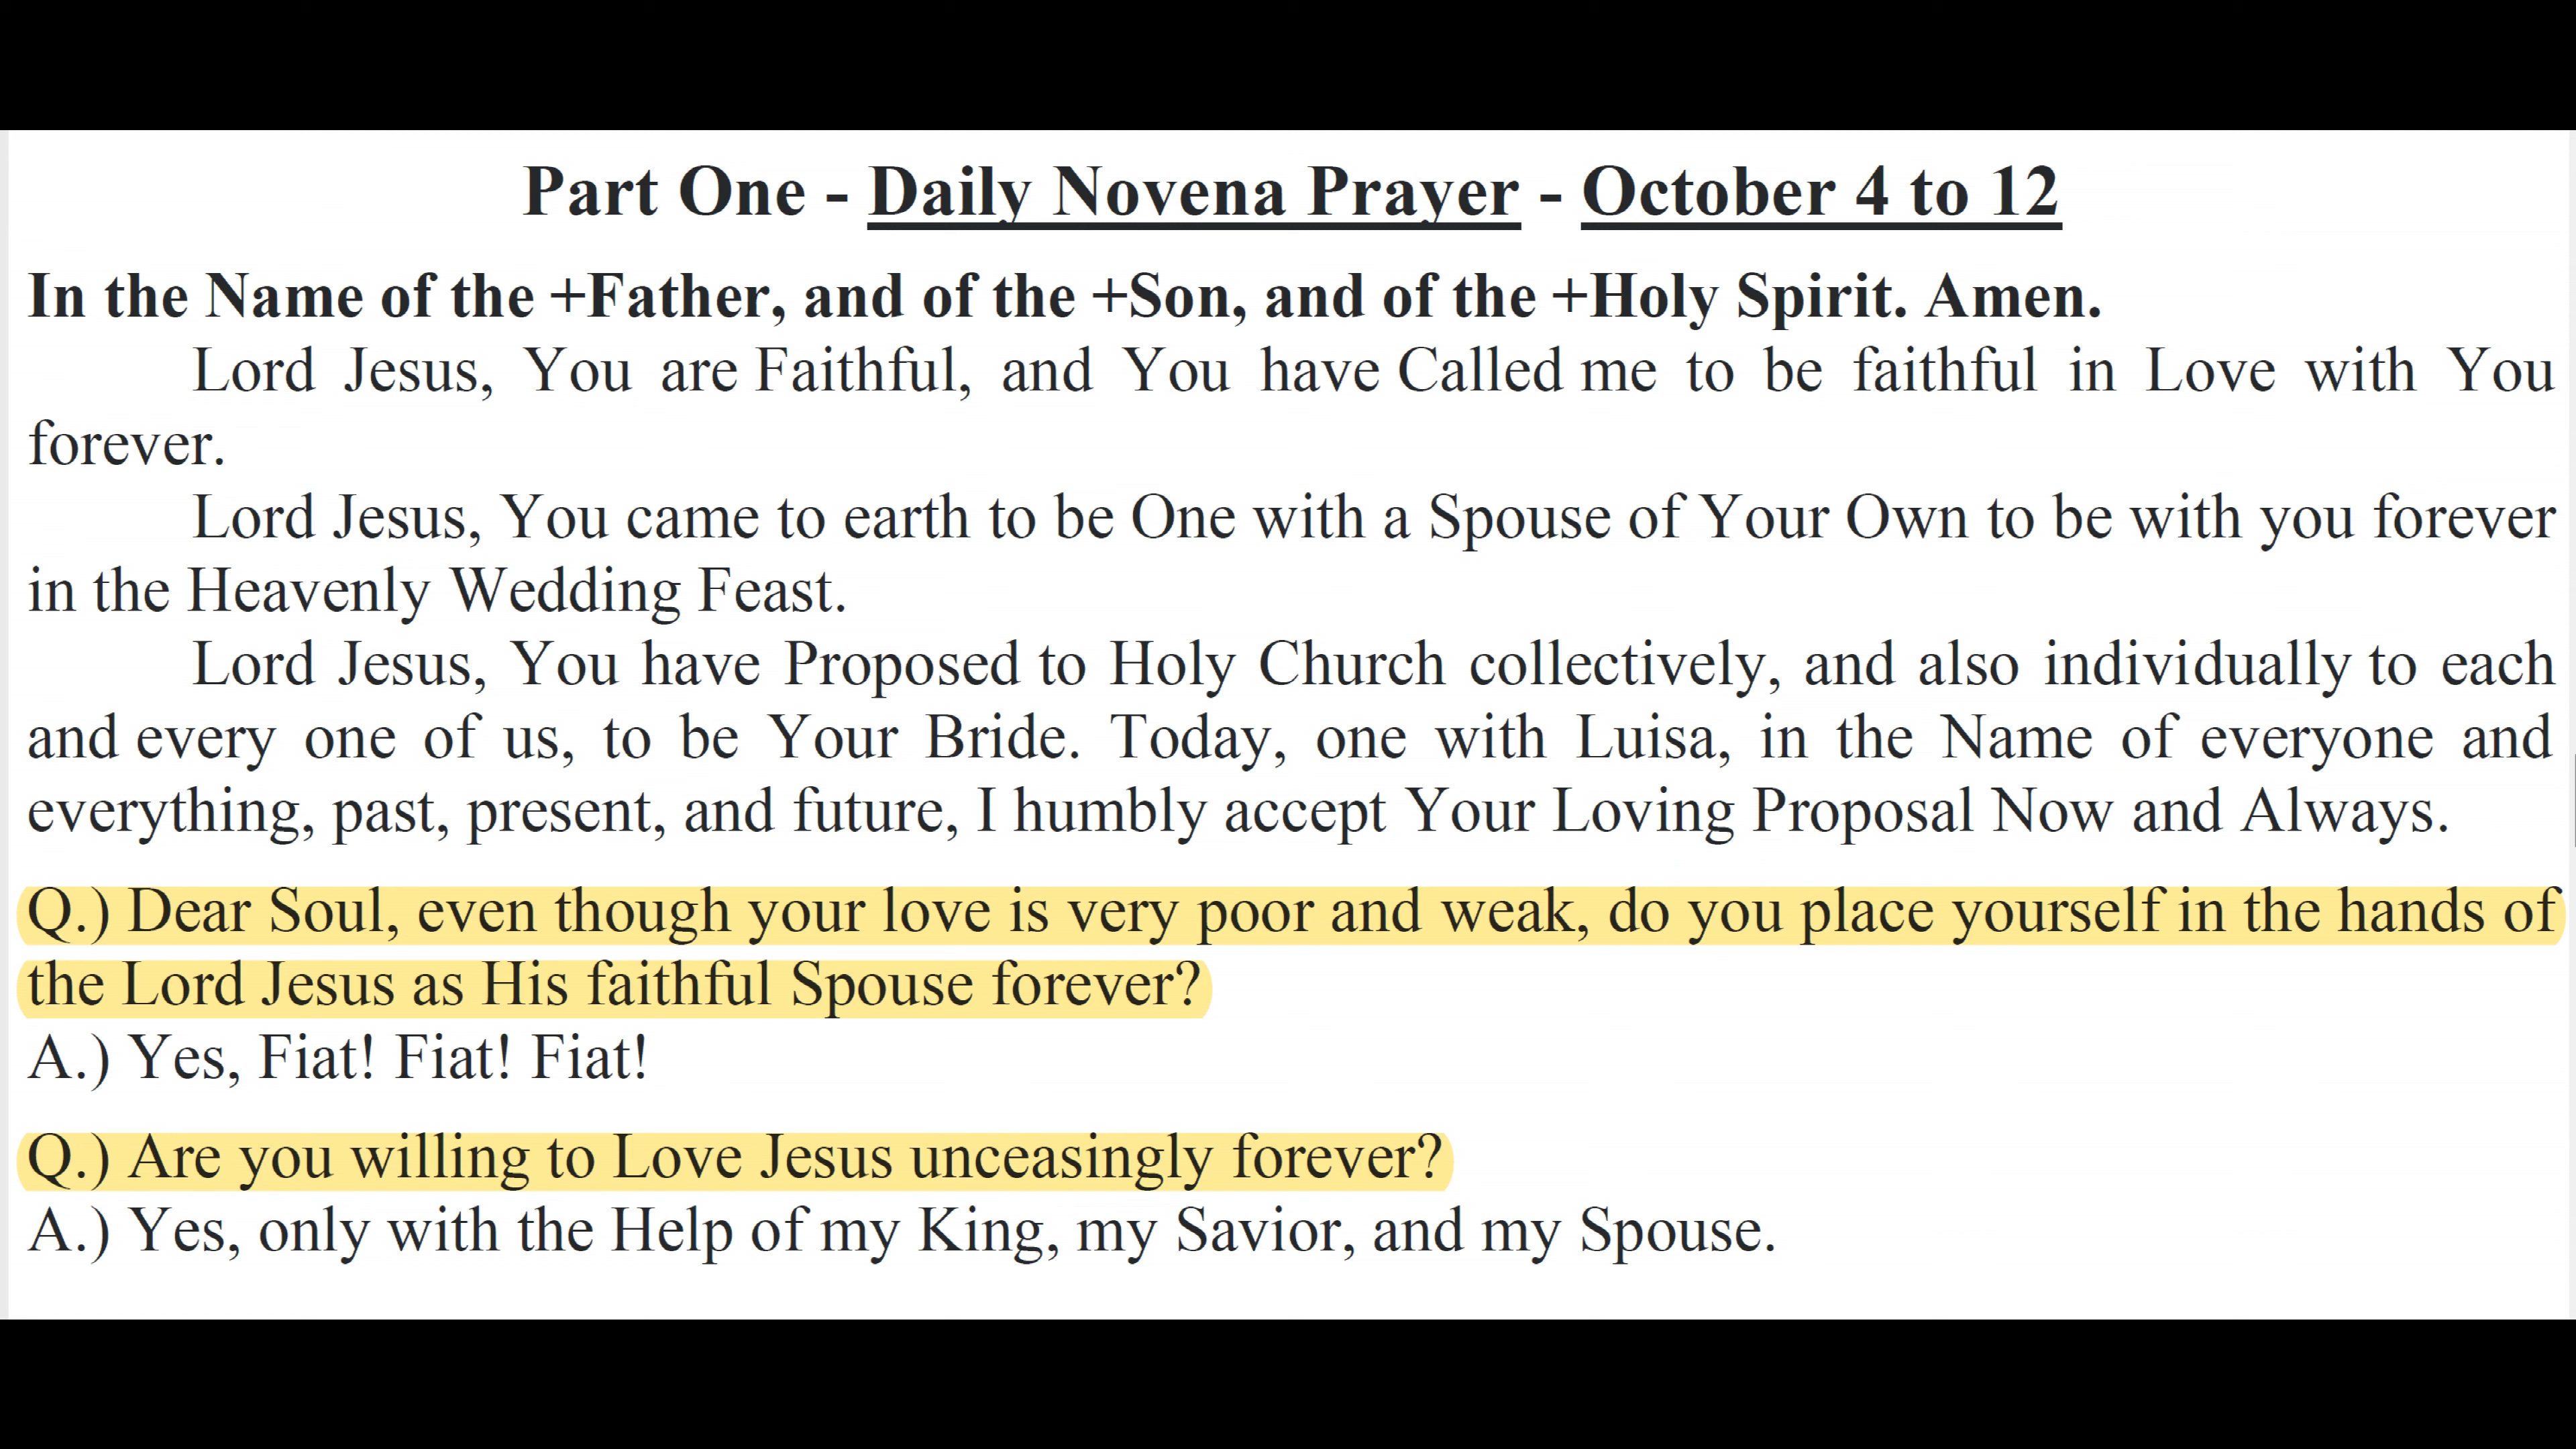 Part One - Daily Novena Prayer - October 4 to 12
In the Name of the +Father, and of the +Son, and of the +Holy Spirit. Amen.
Lord Jesus, You are Faithful, and You have Called me to be faithful in Love with You
forever.
Lord Jesus, You came to earth to be One with a Spouse of Your Own to be with you forever
in the Heavenly Wedding Feast.
Lord Jesus, You have Proposed to Holy Church collectively, and also individually to each
and every one of us, to be Your Bride. Today, one with Luisa, in the Name of everyone and
everything, past, present, and future, I humbly accept Your Loving Proposal Now and Always.
Q.) Dear Soul, even though your love is very poor and weak, do you place yourself in the hands of
the Lord Jesus as His faithful Spouse forever?
A.) Yes, Fiat! Fiat! Fiat!
Q.) Are you willing to Love Jesus unceasingly forever?
A.) Yes, only with the Help of my King, my Savior, and my Spouse.